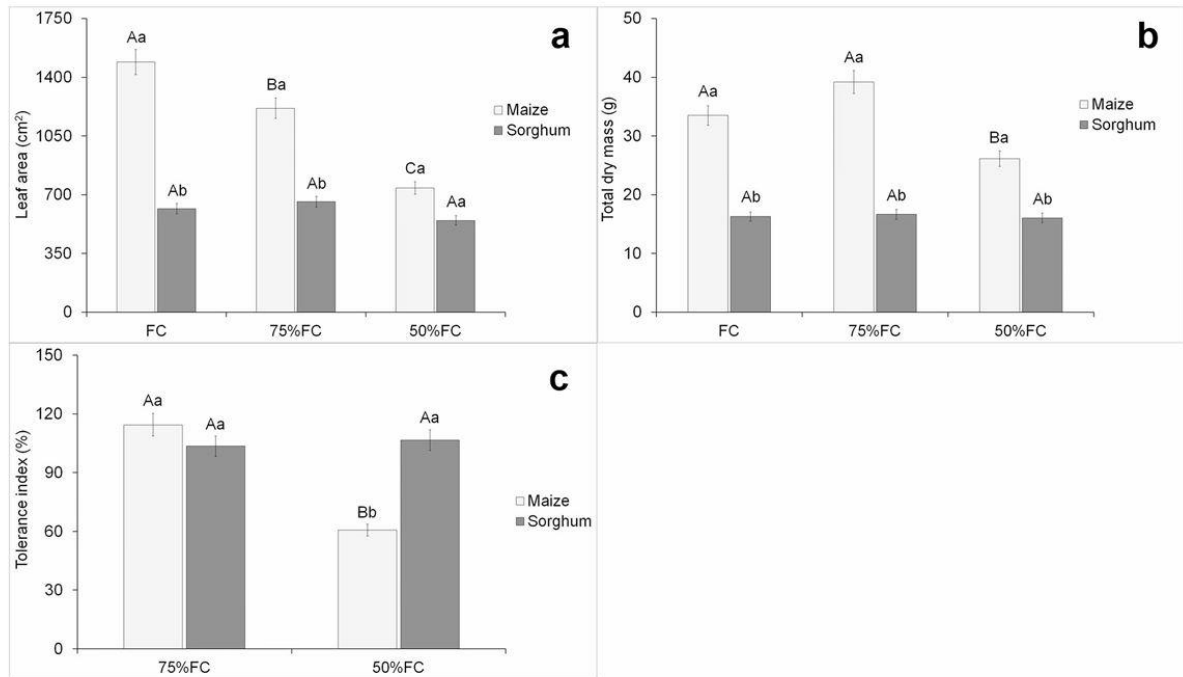 a
Leaf area (cm²)
1750
1400
1050
700
350
0
Aa
Ab
Ba
Ab
Ca
Aa
FC
75%FC
50%FC
Maize
Sorghum
b
Total dry mass (g)
50
40
30
20
10
0
Aa
Ab
Aa
Ab
Ba
Ab
FC
75%FC
50%FC
Maize
Sorghum
c
Tolerance index (%)
150
120
90
60
30
0
Aa
Aa
Bb
Aa
75%FC
50%FC
Maize
Sorghum